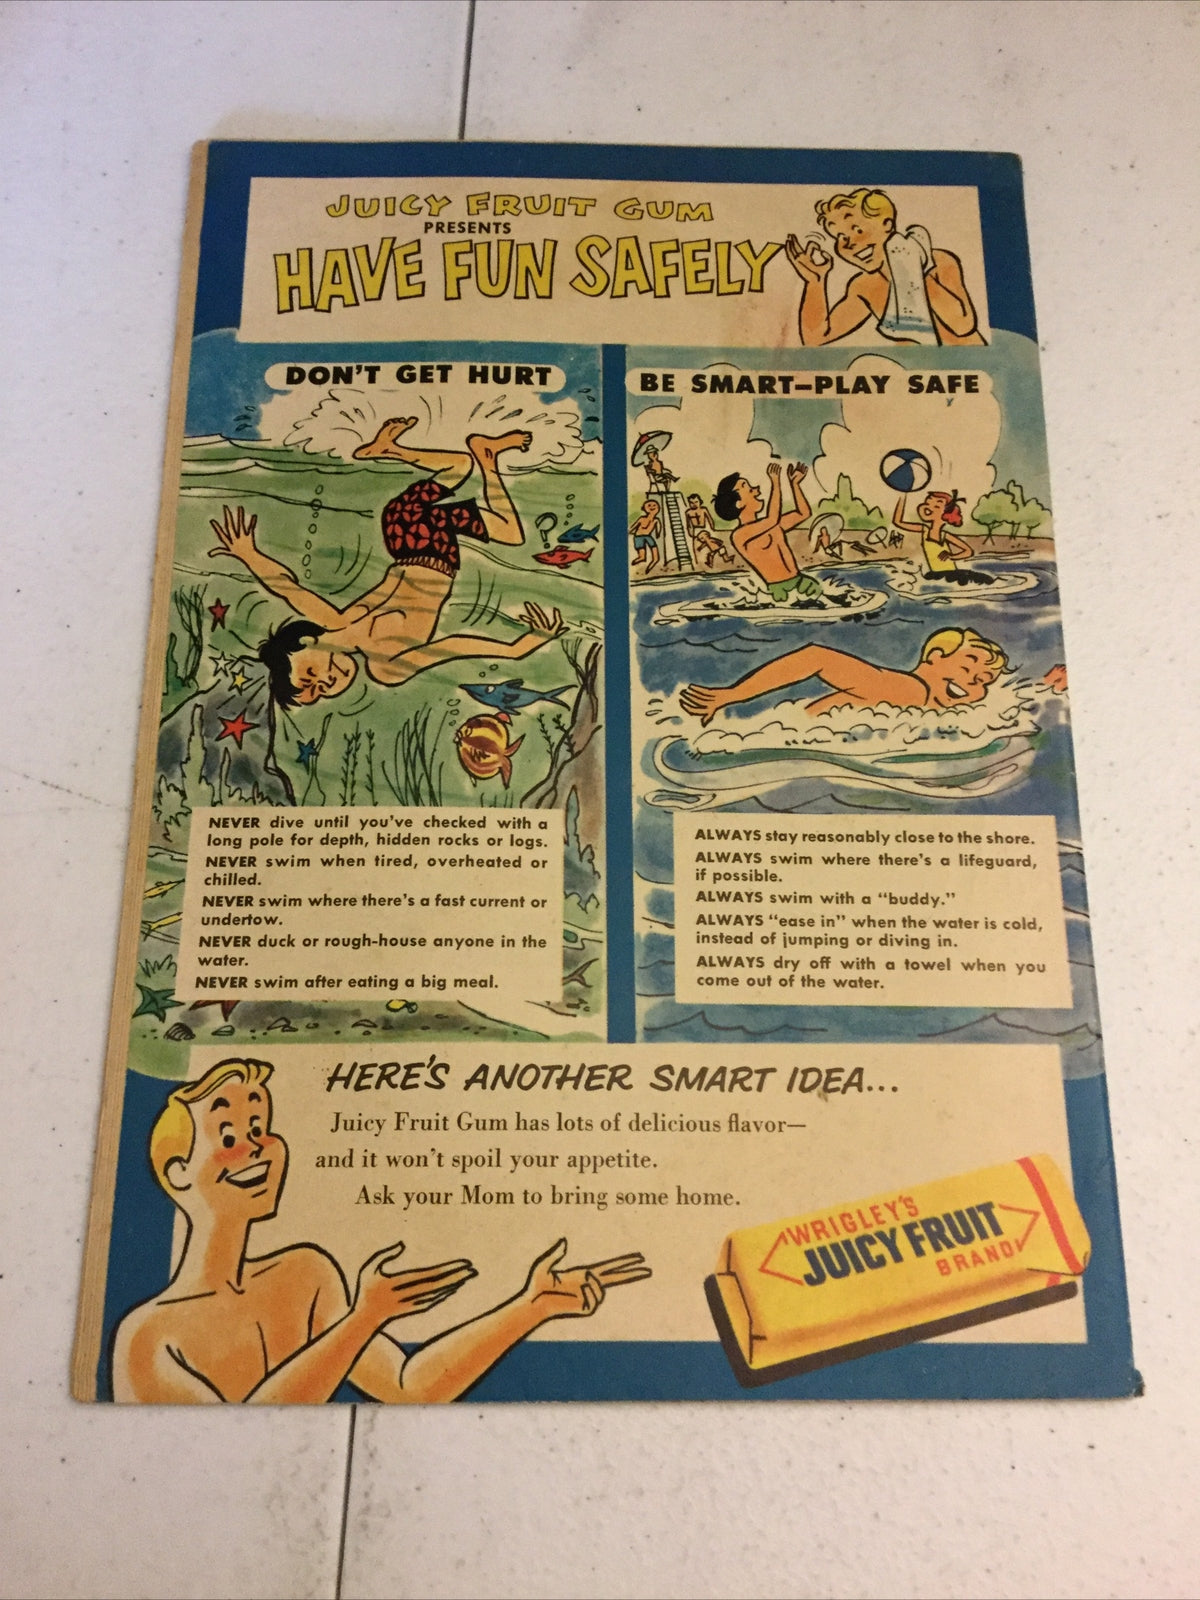 JUICY FRUIT GUM
PRESENTS
HAVE FUN SAFELY
DON'T GET HURT
?
NEVER dive until you've checked with a
long pole for depth, hidden rocks or logs.
NEVER swim when tired, overheated or
chilled.
NEVER swim where there's a fast current or
undertow.
NEVER duck or rough-house anyone in the
water.
NEVER swim after eating a big meal.
BE SMART—PLAY SAFE
ALWAYS stay reasonably close to the shore.
ALWAYS swim where there's a lifeguard,
if possible.
ALWAYS swim with a "buddy."
ALWAYS "ease in" when the water is cold,
instead of jumping or diving in.
ALWAYS dry off with a towel when you
come out of the water.
HERE'S ANOTHER SMART IDEA...
Juicy Fruit Gum has lots of delicious flavor—
and it won't spoil your appetite.
Ask your Mom to bring some home.
WRIGLEY'S
JUICY FRUIT
BRAND